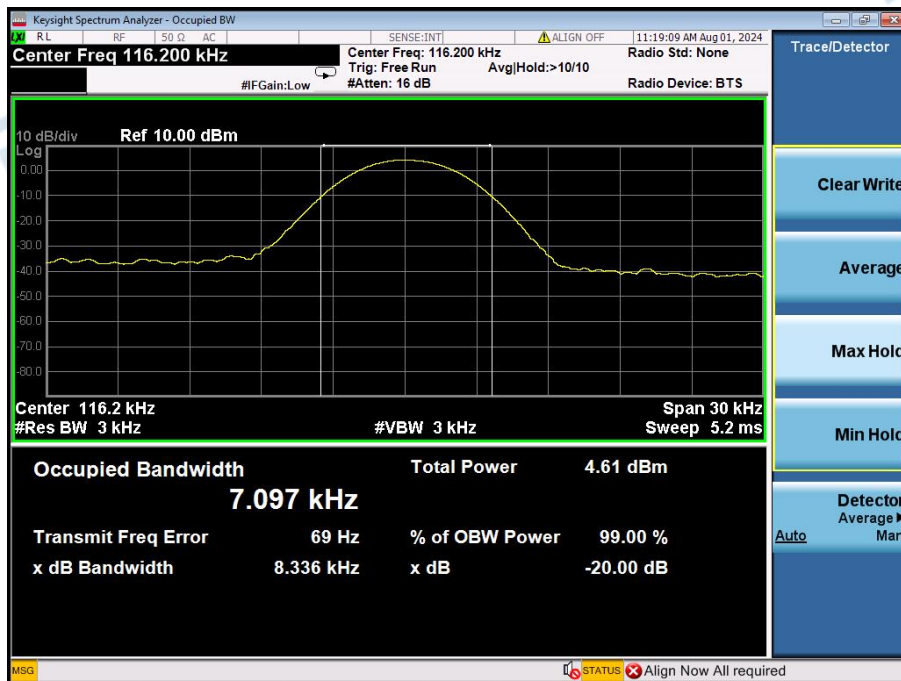 Keysight Spectrum Analyzer - Occupied BW
LXI RL RF 50 Ω AC SENSE:INT ALIGN OFF 11:19:09 AM Aug 01, 2024
Center Freq 116.200 kHz
Center Freq: 116.200 kHz Radio Std: None
Trig: Free Run Avg|Hold:>10/10
#IFGain:Low #Atten: 16 dB Radio Device: BTS
10 dB/div Ref 10.00 dBm
Log
0.00
-10.0
-20.0
-30.0
-40.0
-50.0
-60.0
-70.0
-80.0
Center 116.2 kHz Span 30 kHz
#Res BW 3 kHz #VBW 3 kHz Sweep 5.2 ms
Occupied Bandwidth Total Power 4.61 dBm
7.097 kHz
Transmit Freq Error 69 Hz % of OBW Power 99.00 %
x dB Bandwidth 8.336 kHz x dB -20.00 dB
Trace/Detector
Clear Write
Average
Max Hold
Min Hold
Detector
Average
Auto Man
MSG STATUS Align Now All required